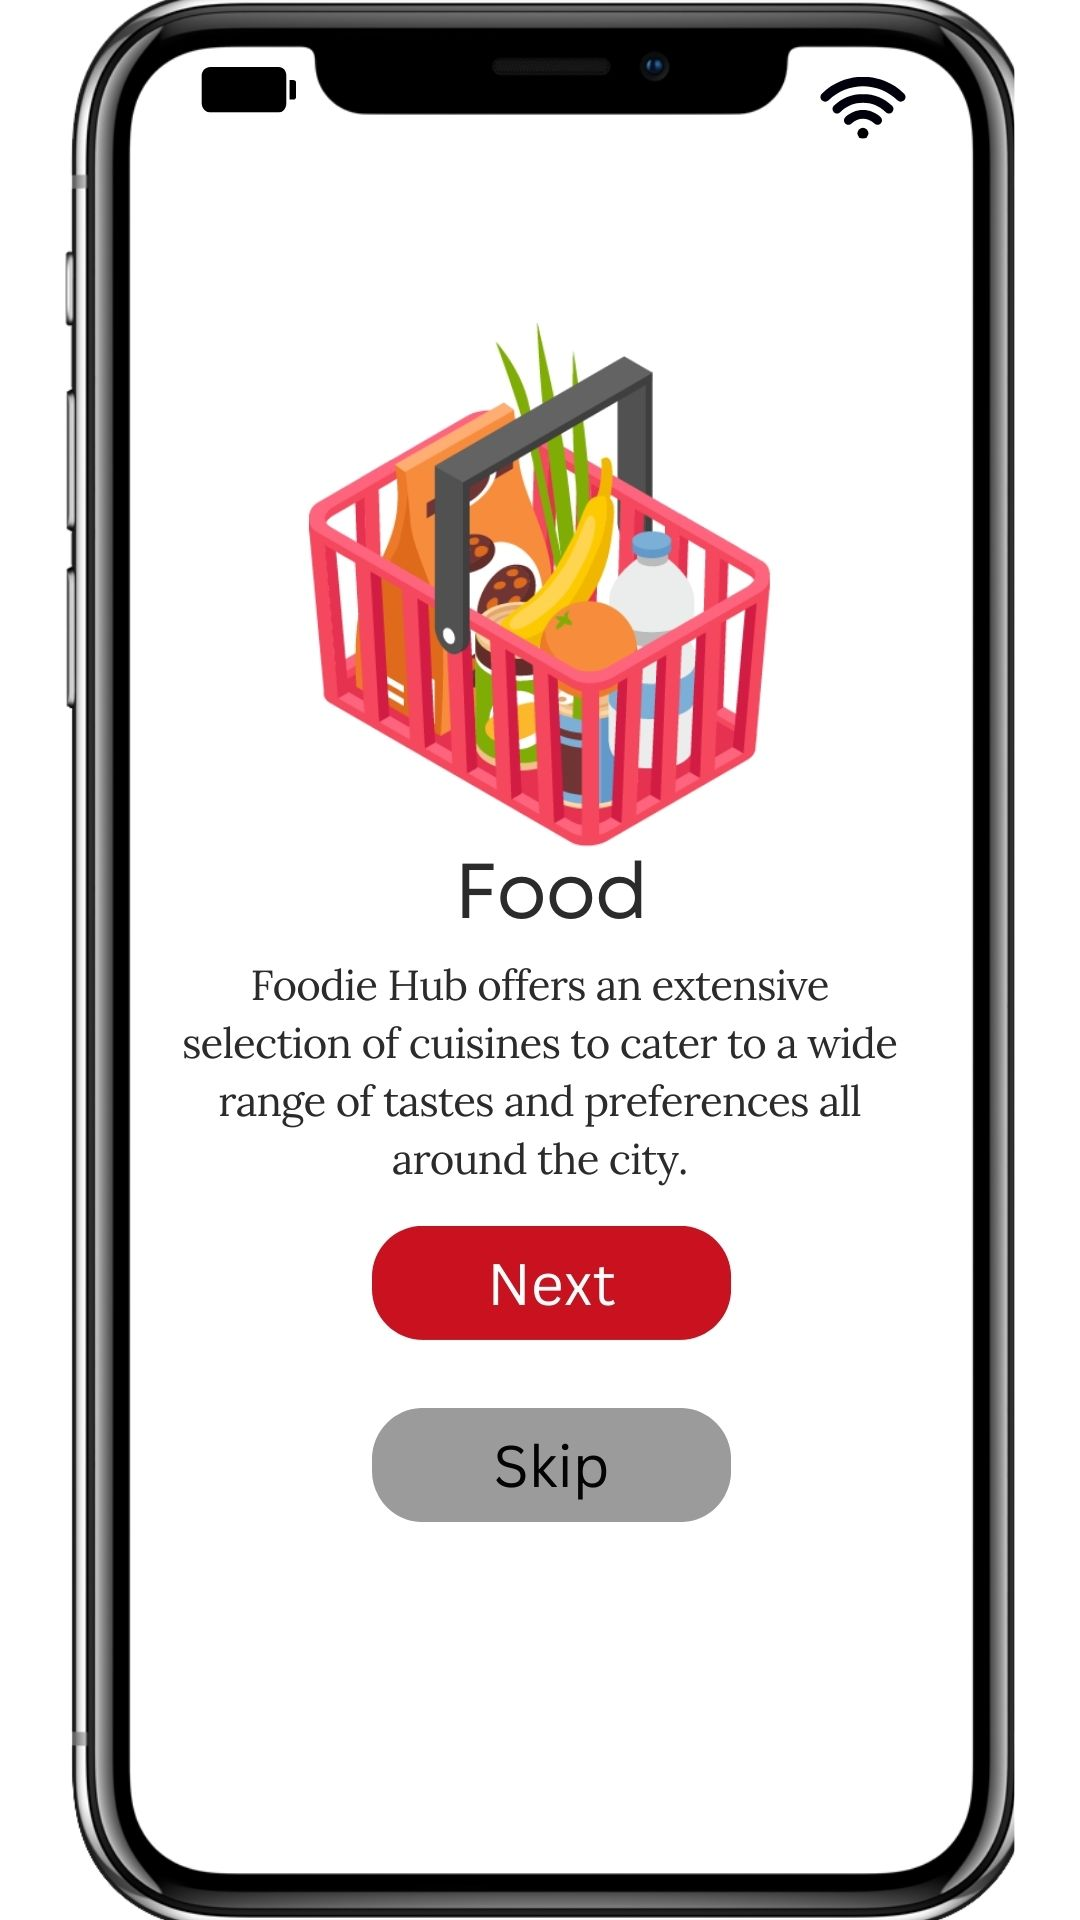 Food
Foodie Hub offers an extensive
selection of cuisines to cater to a wide
range of tastes and preferences all
around the city.
Next
Skip